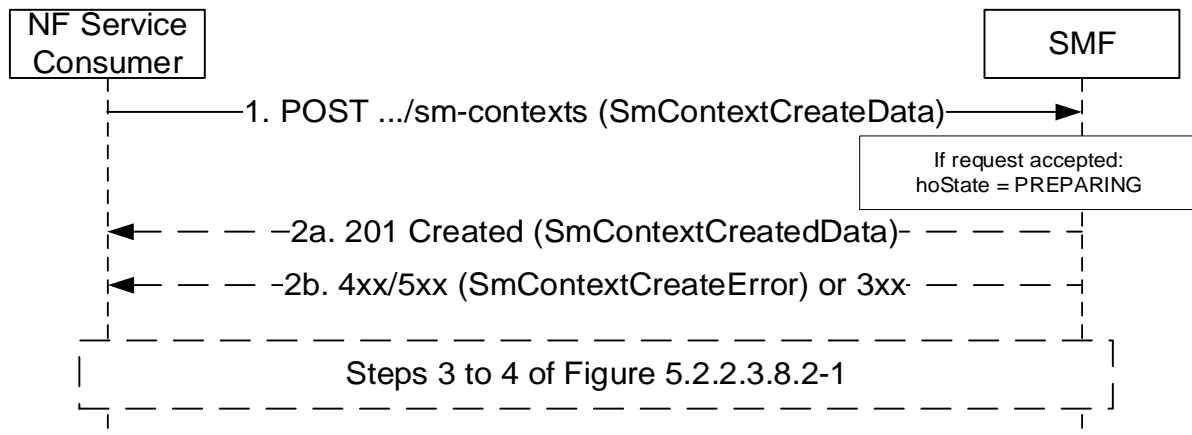 NF Service
Consumer
SMF
1. POST .../sm-contexts (SmContextCreateData)
If request accepted:
hoState = PREPARING
2a. 201 Created (SmContextCreatedData)
2b. 4xx/5xx (SmContextCreateError) or 3xx
Steps 3 to 4 of Figure 5.2.2.3.8.2-1